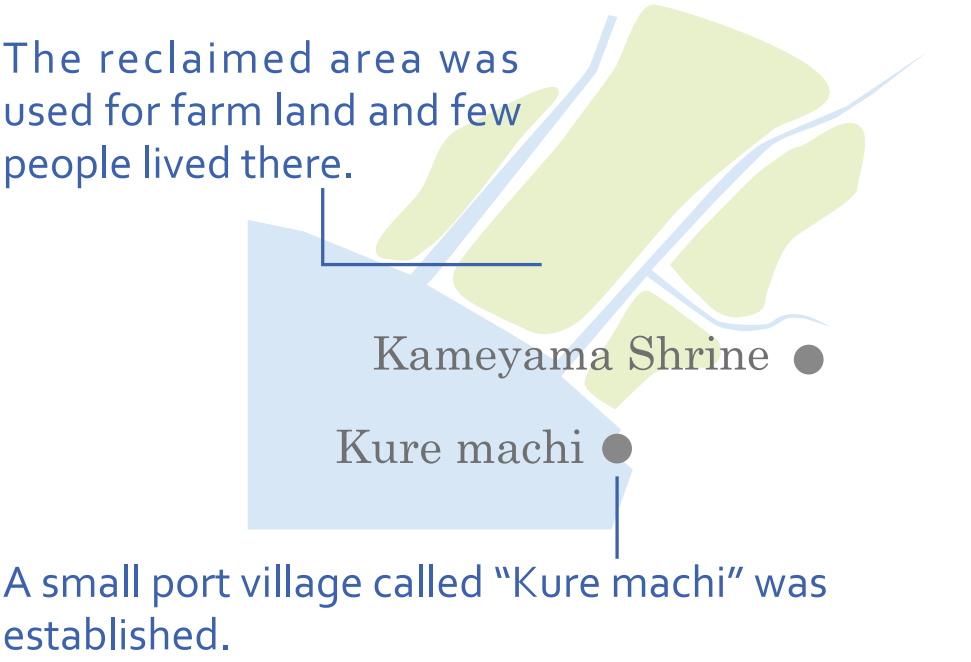 The reclaimed area was
used for farm land and few
people lived there.
Kameyama Shrine
Kure machi
A small port village called “Kure machi” was
established.